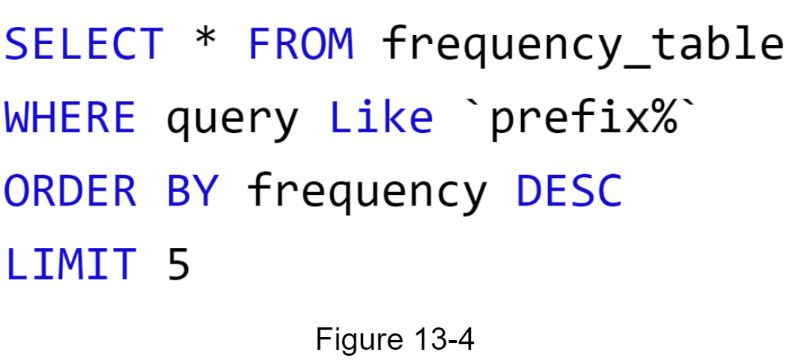 SELECT * FROM frequency_table
WHERE query Like `prefix%`
ORDER BY frequency DESC
LIMIT 5
Figure 13-4